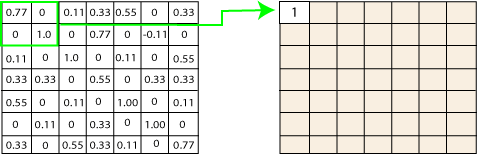 0.77 0 0.11 0.33 0.55 0 0.33 1
0 1.0 0 0.77 0 -0.11 0
0.11 0 1.0 0 0.11 0 0.55
0.33 0.33 0 0.55 0 0.33 0.33
0.55 0 0.11 0 1.00 0 0.11
0 0.11 0 0.33 0 1.00 0
0.33 0 0.55 0.33 0.11 0 0.77